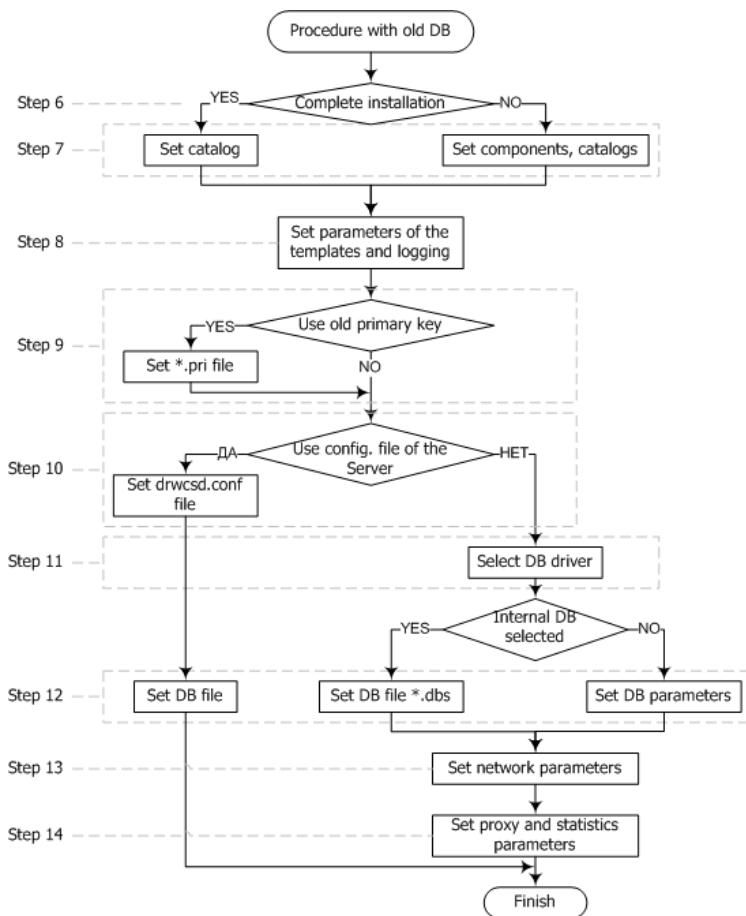 Procedure with old DB
Step 6
YES
Complete installation
NO
Step 7
Set catalog
Set components, catalogs
Step 8
Set parameters of the
templates and logging
Step 9
YES
Use old primary key
Set *.pri file
NO
Step 10
ДА
Use config. file of the
Server
НЕТ
Set drwcsd.conf
file
Step 11
Select DB driver
YES
Internal DB
selected
NO
Step 12
Set DB file
Set DB file *.dbs
Set DB parameters
Step 13
Set network parameters
Step 14
Set proxy and statistics
parameters
Finish